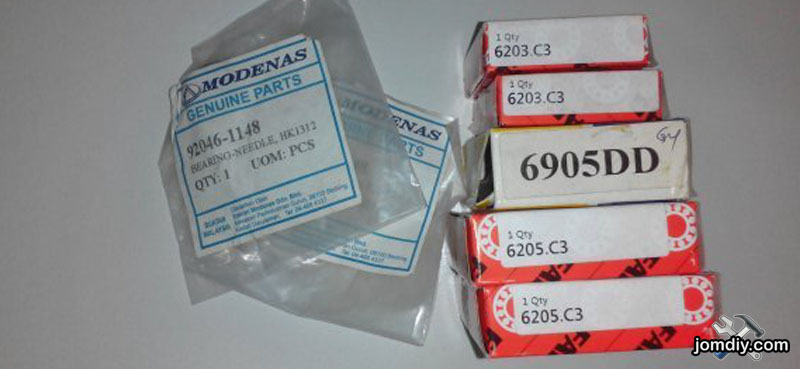 MODENAS
GENUINE PARTS
92046-1148
BEARING-NEEDLE, HK1312
QTY: 1 UOM: PCS
MODENAS
PARTS
1 Qty
6203.C3
1 Qty
6203.C3
6905DD
1 Qty
6205.C3
1 Qty
6205.C3
jomdiy.com